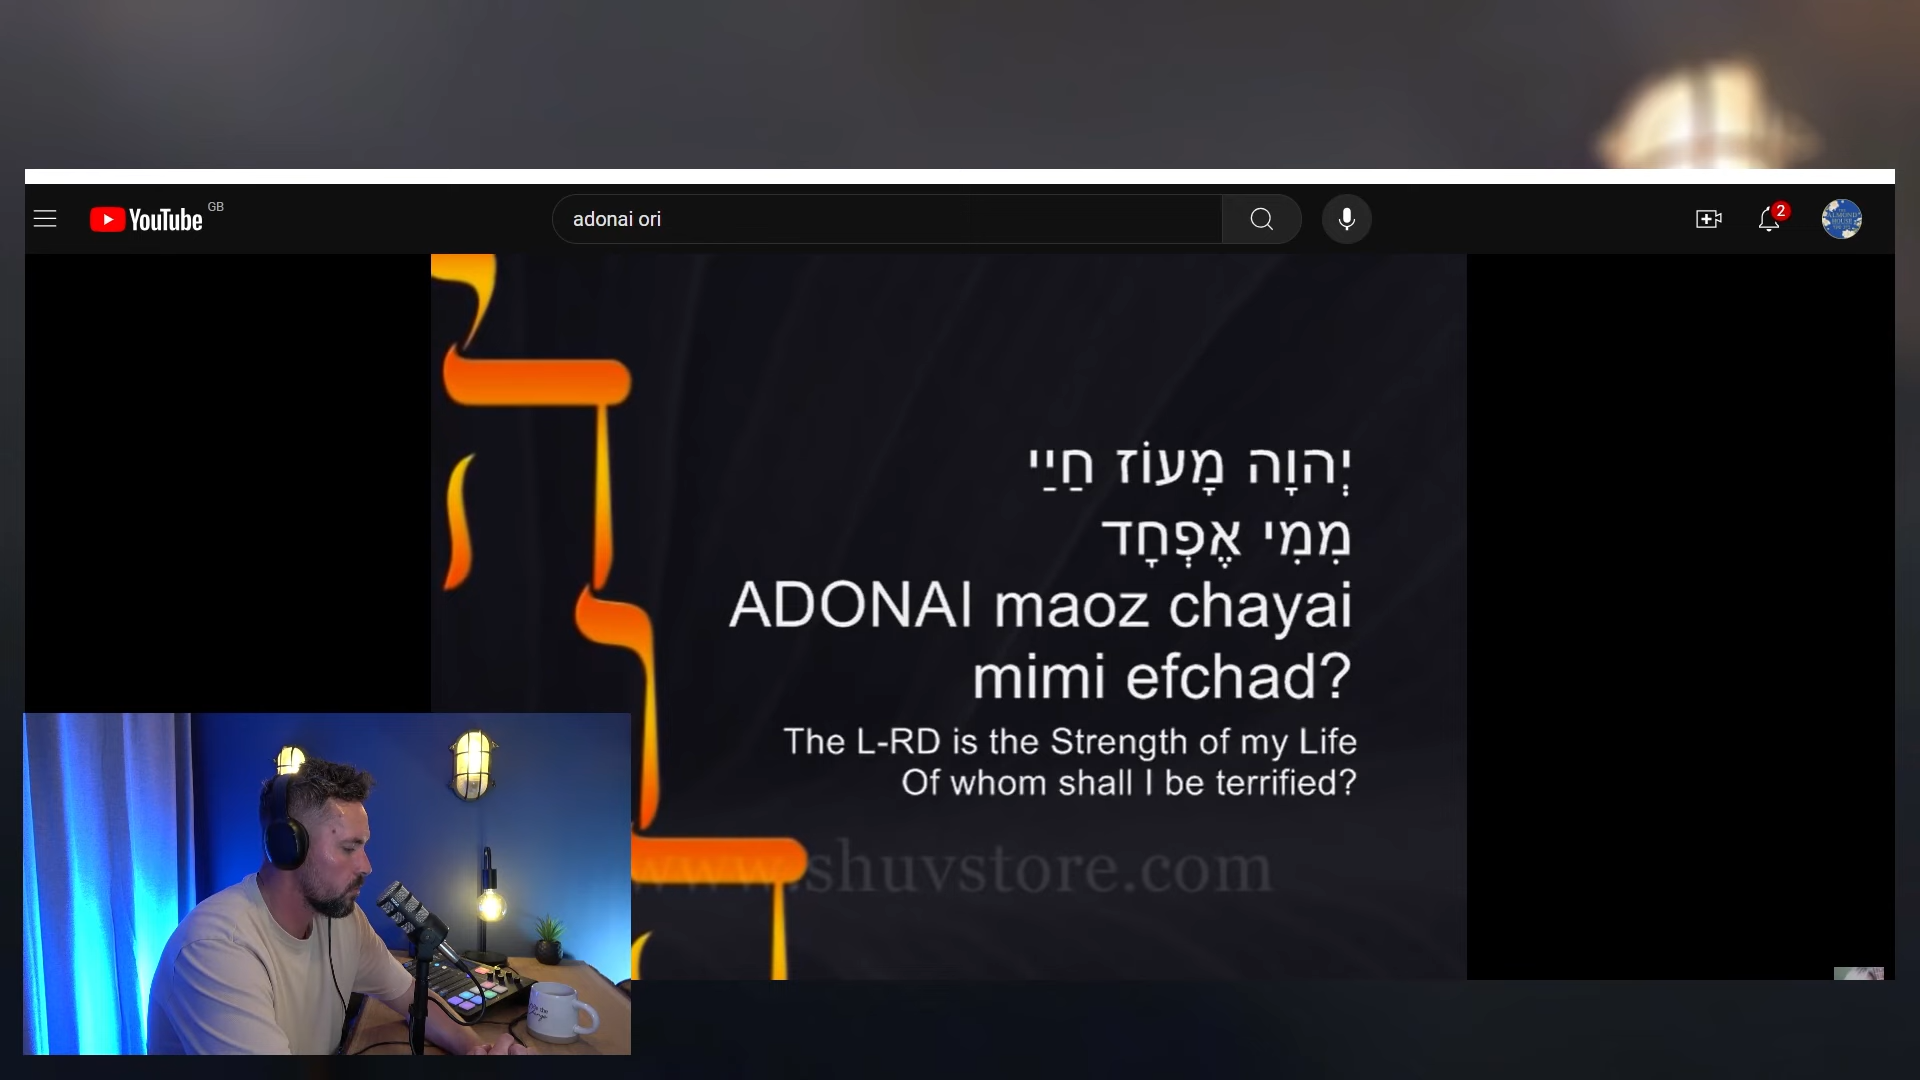 YouTube GB
adonai ori
2
יְהוָה מָעוֹז חַיַי
מִמִי אֶפְחָד
ADONAI maoz chayai
mimi efchad?
The L-RD is the Strength of my Life
Of whom shall I be terrified?
www.shuvstore.com